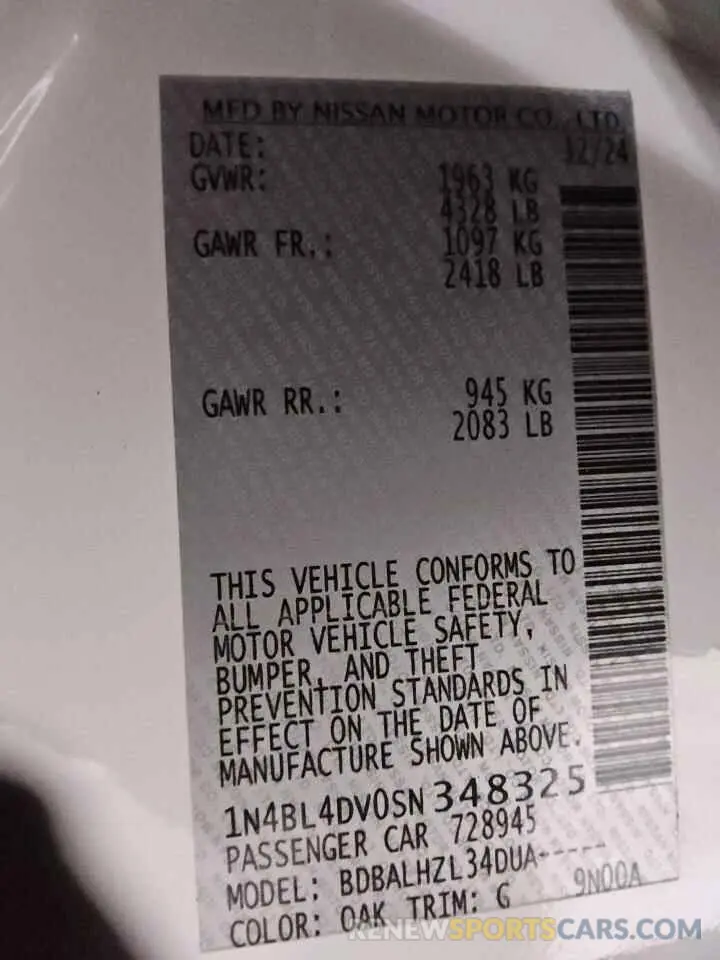 MFD BY NISSAN MOTOR CO., LTD.
DATE: 12/24
GVWR: 1963 KG
4328 LB
GAWR FR.: 1097 KG
2418 LB
GAWR RR.: 945 KG
2083 LB
THIS VEHICLE CONFORMS TO
ALL APPLICABLE FEDERAL
MOTOR VEHICLE SAFETY,
BUMPER, AND THEFT
PREVENTION STANDARDS IN
EFFECT ON THE DATE OF
MANUFACTURE SHOWN ABOVE.
1N4BL4DV0SN348325
PASSENGER CAR 728945
MODEL: BDBALHZL34DUA-----
COLOR: QAK TRIM: G 9N00A
RENEWSPORTSCARS.COM